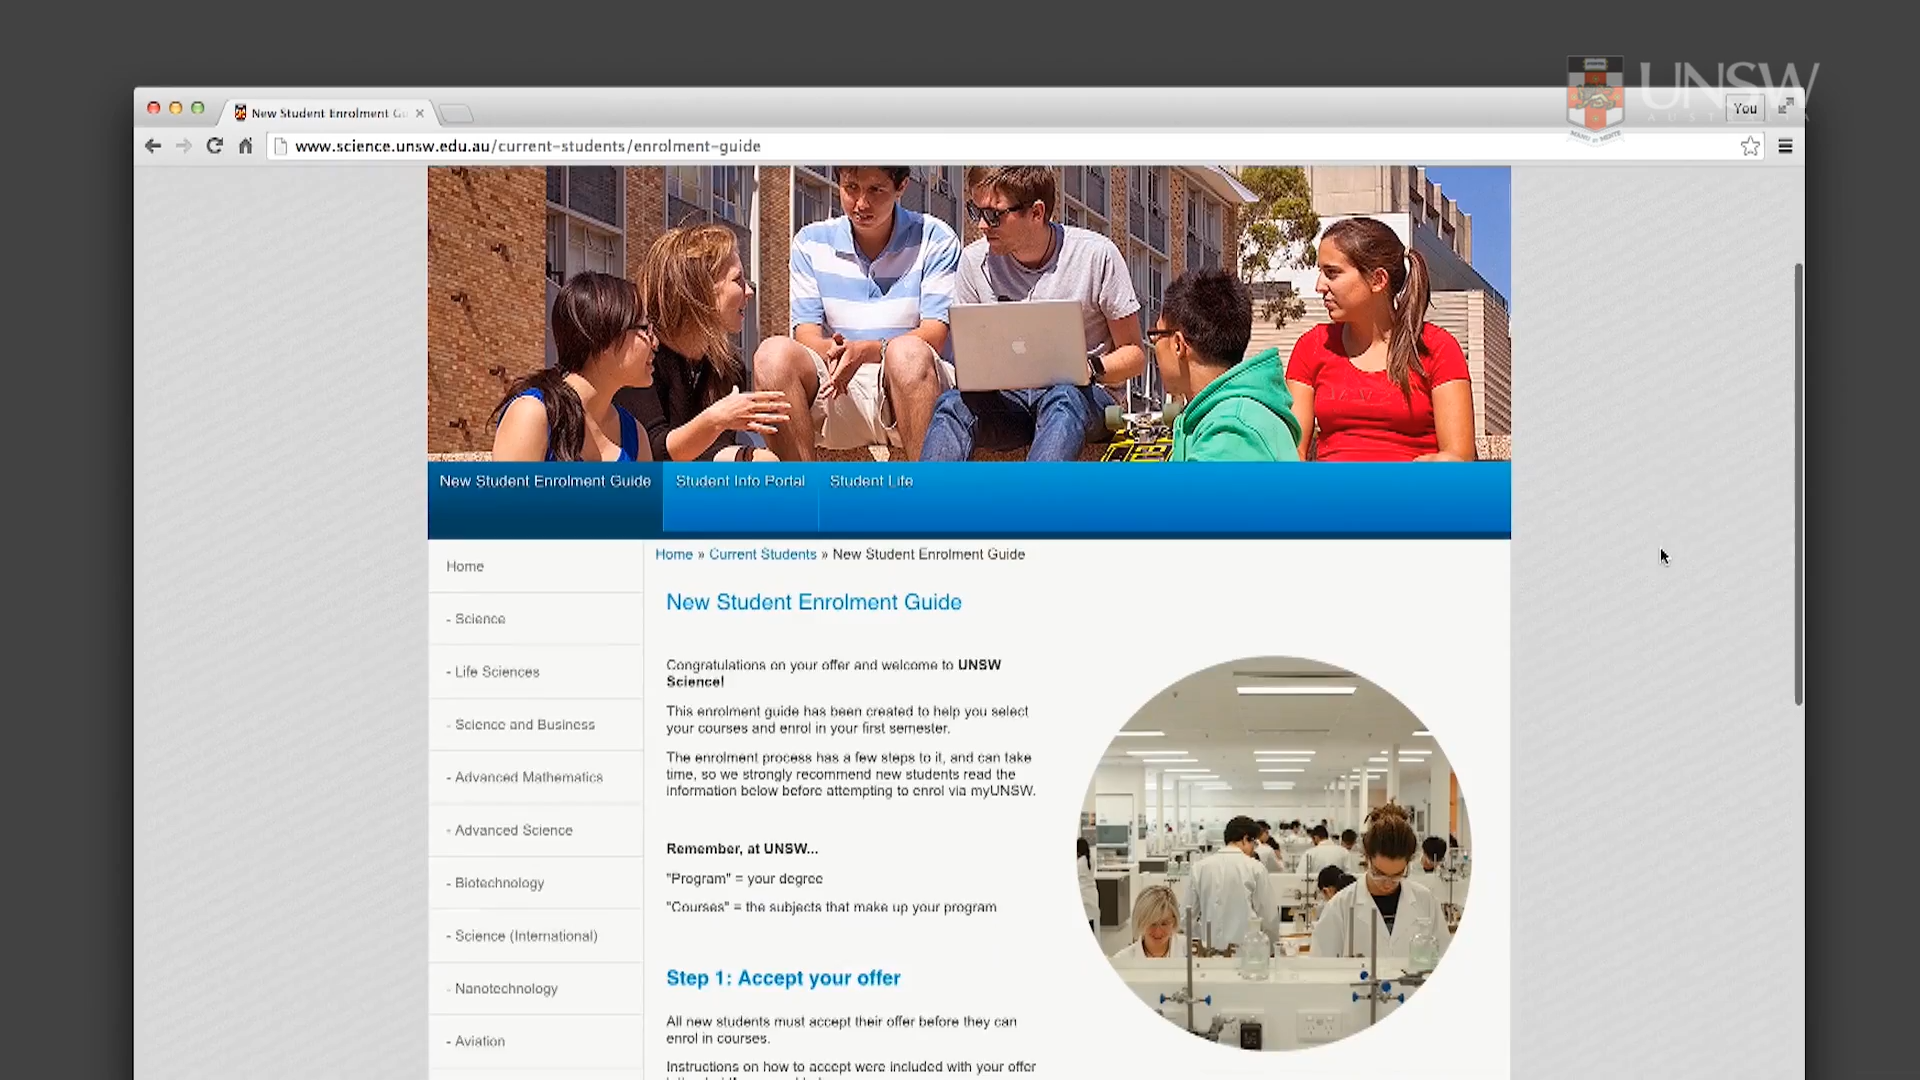 UNSW
AUSTRALIA
New Student Enrolment Gu
You
www.science.unsw.edu.au/current-students/enrolment-guide
New Student Enrolment Guide
Student Info Portal
Student Life
Home
- Science
- Life Sciences
- Science and Business
- Advanced Mathematics
- Advanced Science
- Biotechnology
- Science (International)
- Nanotechnology
- Aviation
Home » Current Students » New Student Enrolment Guide
New Student Enrolment Guide
Congratulations on your offer and welcome to UNSW
Science!
This enrolment guide has been created to help you select
your courses and enrol in your first semester.
The enrolment process has a few steps to it, and can take
time, so we strongly recommend new students read the
information below before attempting to enrol via myUNSW.
Remember, at UNSW...
"Program" = your degree
"Courses" = the subjects that make up your program
Step 1: Accept your offer
All new students must accept their offer before they can
enrol in courses.
Instructions on how to accept were included with your offer